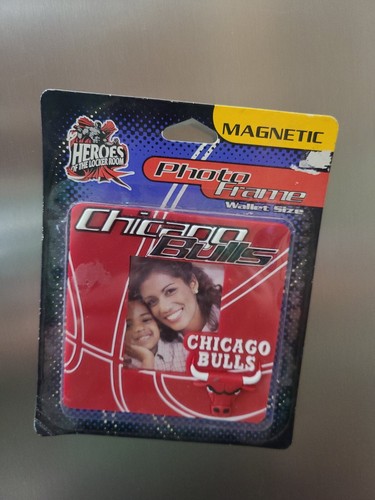 MAGNETIC
HEROES
OF THE LOCKER ROOM
Photo
Frame
Wallet Size
Chicago
Bulls
CHICAGO
BULLS